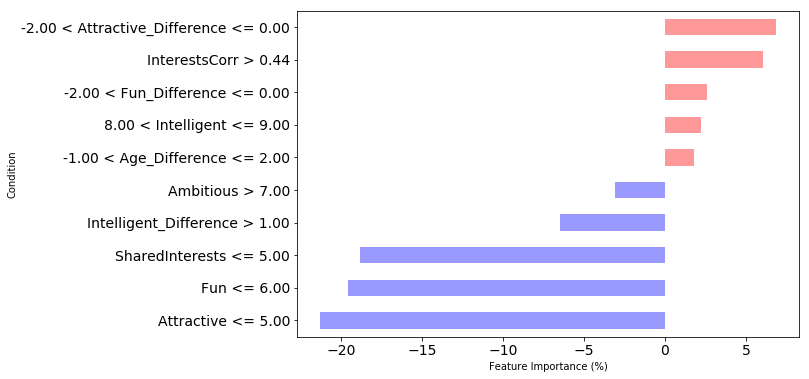 -2.00 < Attractive_Difference <= 0.00
InterestsCorr > 0.44
-2.00 < Fun_Difference <= 0.00
8.00 < Intelligent <= 9.00
-1.00 < Age_Difference <= 2.00
Ambitious > 7.00
Intelligent_Difference > 1.00
SharedInterests <= 5.00
Fun <= 6.00
Attractive <= 5.00
Condition
−20 −15 −10 −5 0 5
Feature Importance (%)